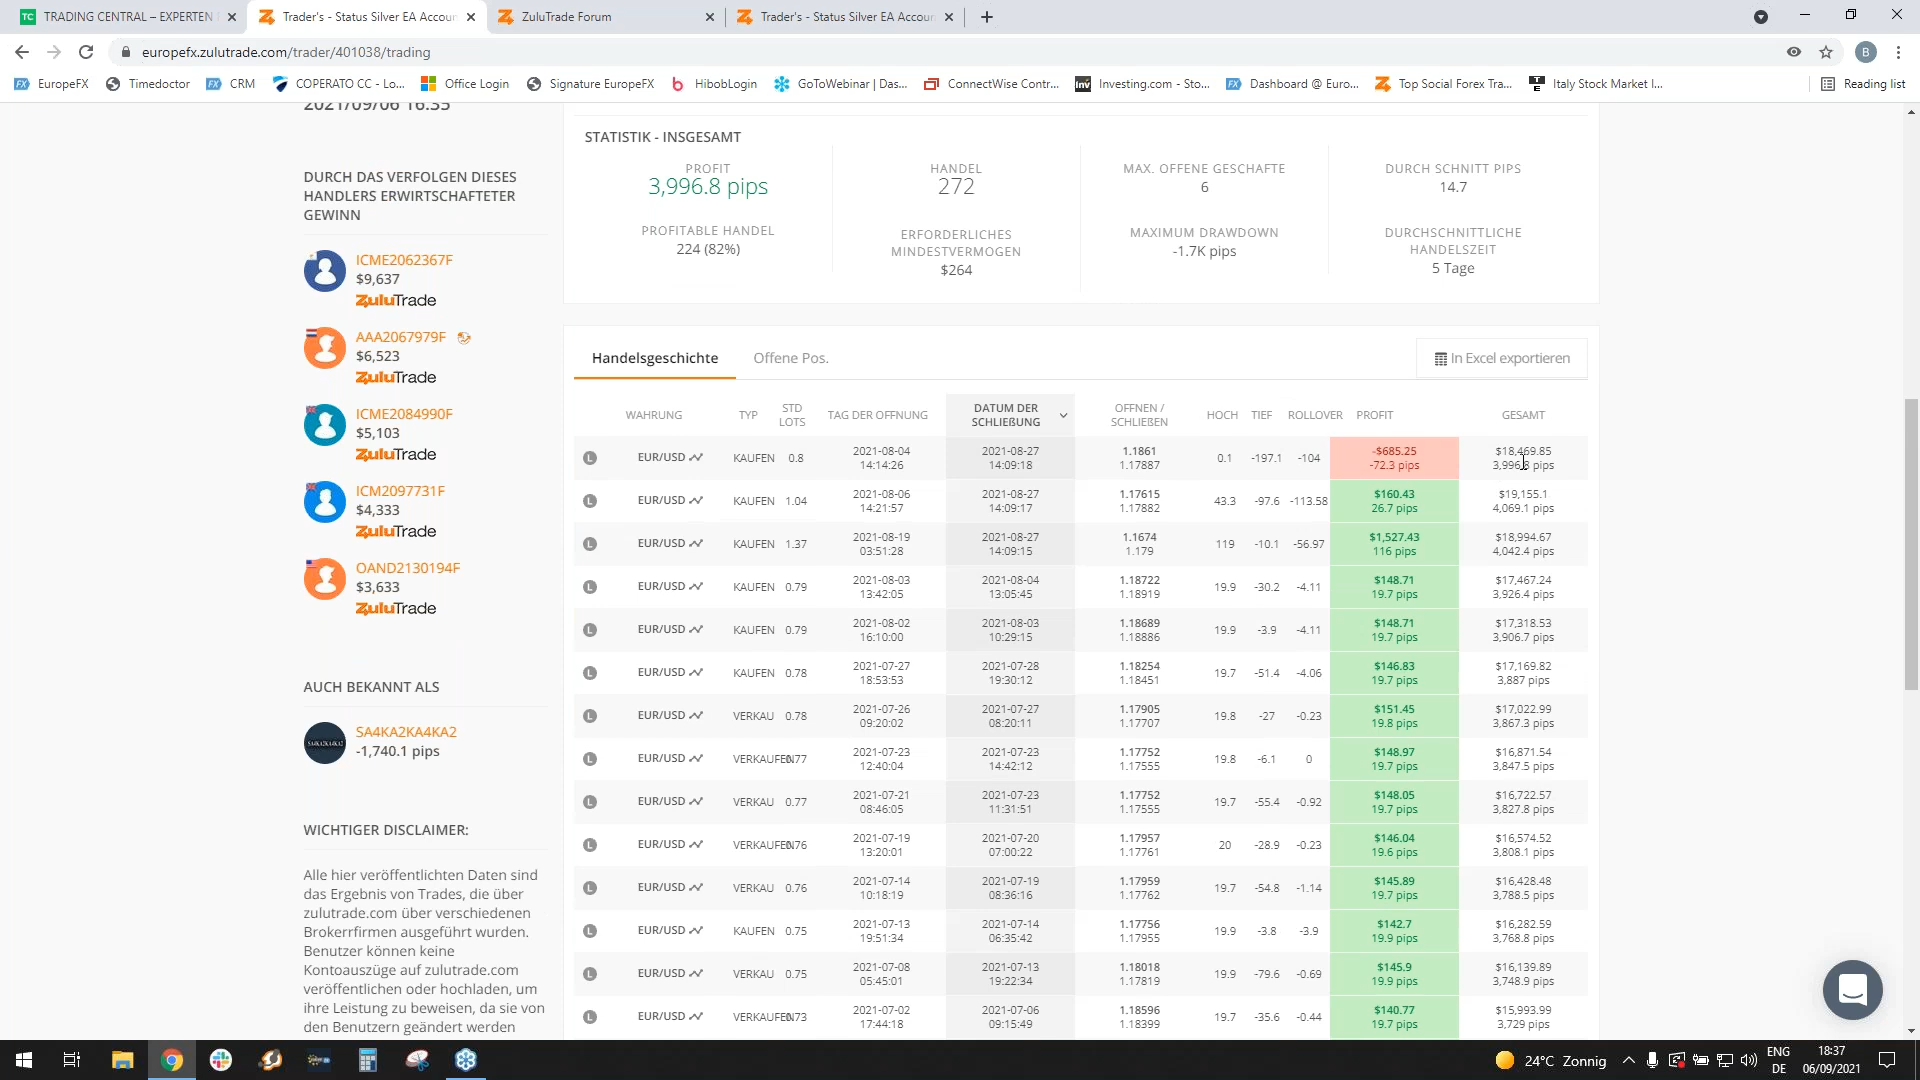 TRADING CENTRAL – EXPERTEN
Trader's - Status Silver EA Accoun
ZuluTrade Forum
Trader's - Status Silver EA Accoun
europefx.zulutrade.com/trader/401038/trading
B
EuropeFX
Timedoctor
CRM
COPERATO CC - Lo...
Office Login
Signature EuropeFX
HibobLogin
GoToWebinar | Das...
ConnectWise Contr...
Investing.com - Sto...
Dashboard @ Euro...
Top Social Forex Tra...
Italy Stock Market I...
Reading list
2021/09/06 16:35
DURCH DAS VERFOLGEN DIESES
HANDLERS ERWIRTSCHAFTETER
GEWINN
ICME2062367F
$9,637
ZuluTrade
AAA2067979F
$6,523
ZuluTrade
ICME2084990F
$5,103
ZuluTrade
ICM2097731F
$4,333
ZuluTrade
OAND2130194F
$3,633
ZuluTrade
AUCH BEKANNT ALS
SA4KA2KA4KA2
-1,740.1 pips
WICHTIGER DISCLAIMER:
Alle hier veröffentlichten Daten sind
das Ergebnis von Trades, die über
zulutrade.com über verschiedenen
Brokerrfirmen ausgeführt wurden.
Benutzer können keine
Kontoauszüge auf zulutrade.com
veröffentlichen oder hochladen, um
ihre Leistung zu beweisen, da sie von
den Benutzern geändert werden
STATISTIK - INSGESAMT
PROFIT
3,996.8 pips
HANDEL
272
MAX. OFFENE GESCHAFTE
6
DURCH SCHNITT PIPS
14.7
PROFITABLE HANDEL
224 (82%)
ERFORDERLICHES
MINDESTVERMOGEN
$264
MAXIMUM DRAWDOWN
-1.7K pips
DURCHSCHNITTLICHE
HANDELSZEIT
5 Tage
Handelsgeschichte
Offene Pos.
In Excel exportieren
WAHRUNG TYP STD LOTS TAG DER OFFNUNG DATUM DER SCHLIEßUNG OFFNEN / SCHLIEßEN HOCH TIEF ROLLOVER PROFIT GESAMT
EUR/USD KAUFEN 0.8 2021-08-04 14:14:26 2021-08-27 14:09:18 1.1861 1.17887 0.1 -197.1 -104 -$685.25 -72.3 pips $18,469.85 3,996.8 pips
EUR/USD KAUFEN 1.04 2021-08-06 14:21:57 2021-08-27 14:09:17 1.17615 1.17882 43.3 -97.6 -113.58 $160.43 26.7 pips $19,155.1 4,069.1 pips
EUR/USD KAUFEN 1.37 2021-08-19 03:51:28 2021-08-27 14:09:15 1.1674 1.179 119 -10.1 -56.97 $1,527.43 116 pips $18,994.67 4,042.4 pips
EUR/USD KAUFEN 0.79 2021-08-03 13:42:05 2021-08-04 13:05:45 1.18722 1.18919 19.9 -30.2 -4.11 $148.71 19.7 pips $17,467.24 3,926.4 pips
EUR/USD KAUFEN 0.79 2021-08-02 16:10:00 2021-08-03 10:29:15 1.18689 1.18886 19.9 -3.9 -4.11 $148.71 19.7 pips $17,318.53 3,906.7 pips
EUR/USD KAUFEN 0.78 2021-07-27 18:53:53 2021-07-28 19:30:12 1.18254 1.18451 19.7 -51.4 -4.06 $146.83 19.7 pips $17,169.82 3,887 pips
EUR/USD VERKAU 0.78 2021-07-26 09:20:02 2021-07-27 08:20:11 1.17905 1.17707 19.8 -27 -0.23 $151.45 19.8 pips $17,022.99 3,867.3 pips
EUR/USD VERKAUFEN 0.77 2021-07-23 12:40:04 2021-07-23 14:42:12 1.17752 1.17555 19.8 -6.1 0 $148.97 19.7 pips $16,871.54 3,847.5 pips
EUR/USD VERKAU 0.77 2021-07-21 08:46:05 2021-07-23 11:31:51 1.17752 1.17555 19.7 -55.4 -0.92 $148.05 19.7 pips $16,722.57 3,827.8 pips
EUR/USD VERKAUFEN 0.76 2021-07-19 13:20:01 2021-07-20 07:00:22 1.17957 1.17761 20 -28.9 -0.23 $146.04 19.6 pips $16,574.52 3,808.1 pips
EUR/USD VERKAU 0.76 2021-07-14 10:18:19 2021-07-19 08:36:16 1.17959 1.17762 19.7 -54.8 -1.14 $145.89 19.7 pips $16,428.48 3,788.5 pips
EUR/USD KAUFEN 0.75 2021-07-13 19:51:34 2021-07-14 06:35:42 1.17756 1.17955 19.9 -3.8 -3.9 $142.7 19.9 pips $16,282.59 3,768.8 pips
EUR/USD VERKAU 0.75 2021-07-08 05:45:01 2021-07-13 19:22:34 1.18018 1.17819 19.9 -79.6 -0.69 $145.9 19.9 pips $16,139.89 3,748.9 pips
EUR/USD VERKAUFEN 0.73 2021-07-02 17:44:18 2021-07-06 09:15:49 1.18596 1.18399 19.7 -35.6 -0.44 $140.77 19.7 pips $15,993.99 3,729 pips
24°C Zonnig
ENG
DE
18:37
06/09/2021